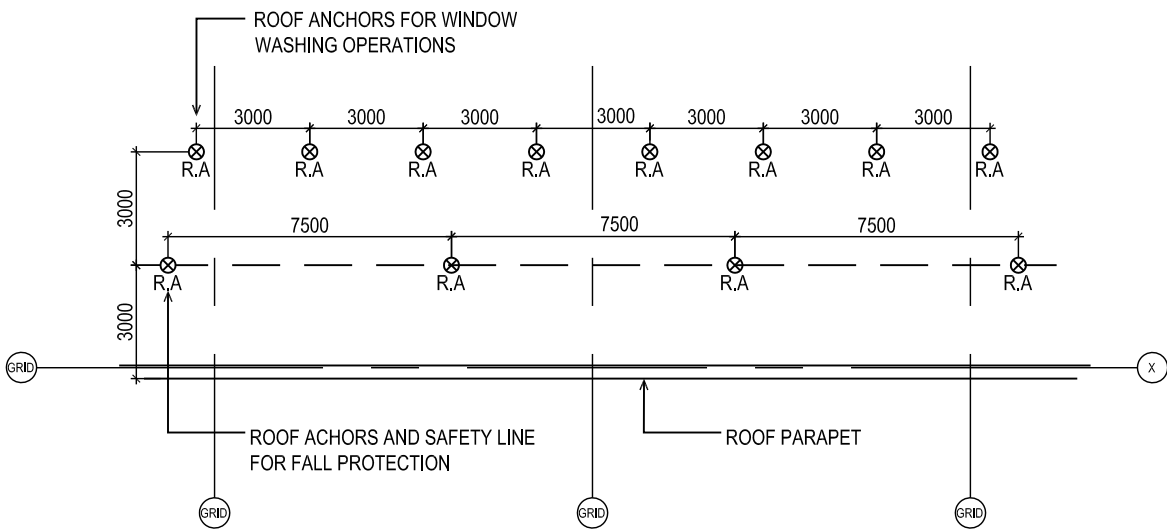 ROOF ANCHORS FOR WINDOW
WASHING OPERATIONS
3000 3000 3000 3000 3000 3000 3000
R.A R.A R.A R.A R.A R.A R.A R.A
3000
7500 7500 7500
R.A R.A R.A R.A
3000
GRID X
ROOF ACHORS AND SAFETY LINE
FOR FALL PROTECTION
ROOF PARAPET
GRID GRID GRID